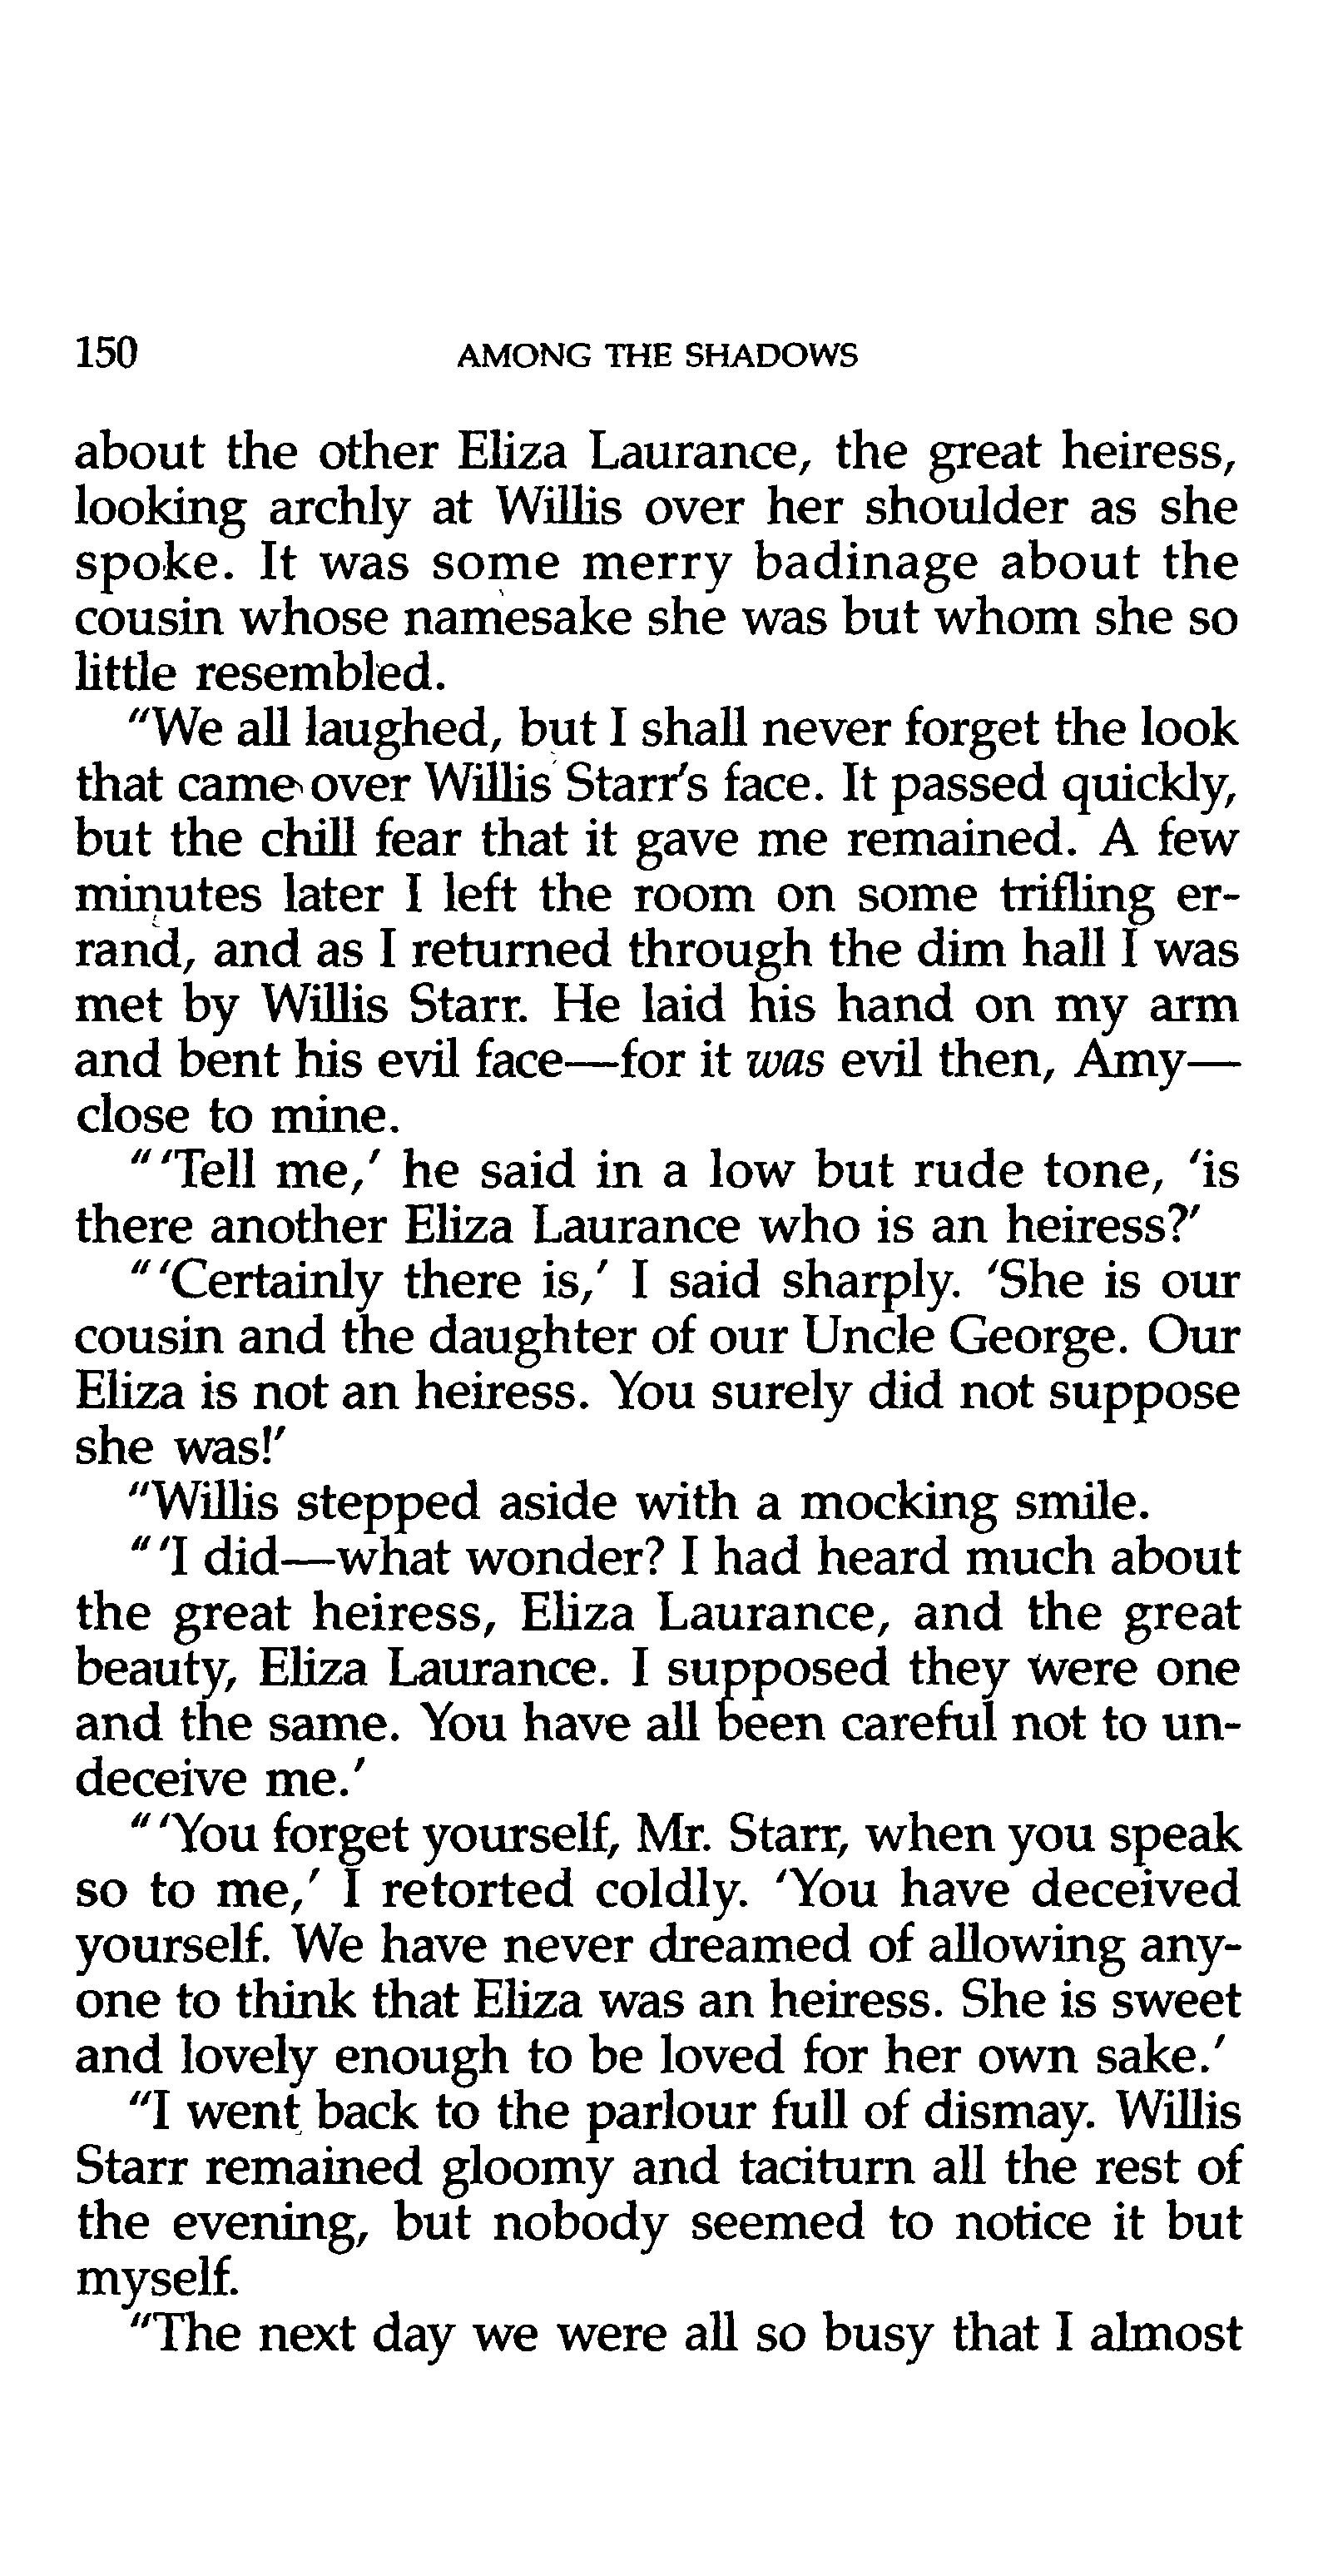 150 AMONG THE SHADOWS
about the other Eliza Laurance, the great heiress,
looking archly at Willis over her shoulder as she
spoke. It was some merry badinage about the
cousin whose namesake she was but whom she so
little resembled.
"We all laughed, but I shall never forget the look
that came over Willis Starr's face. It passed quickly,
but the chill fear that it gave me remained. A few
minutes later I left the room on some trifling er-
rand, and as I returned through the dim hall I was
met by Willis Starr. He laid his hand on my arm
and bent his evil face—for it was evil then, Amy—
close to mine.
"'Tell me,' he said in a low but rude tone, 'is
there another Eliza Laurance who is an heiress?'
"'Certainly there is,' I said sharply. 'She is our
cousin and the daughter of our Uncle George. Our
Eliza is not an heiress. You surely did not suppose
she was!'
"Willis stepped aside with a mocking smile.
"'I did—what wonder? I had heard much about
the great heiress, Eliza Laurance, and the great
beauty, Eliza Laurance. I supposed they were one
and the same. You have all been careful not to un-
deceive me.'
"'You forget yourself, Mr. Starr, when you speak
so to me,' I retorted coldly. 'You have deceived
yourself. We have never dreamed of allowing any-
one to think that Eliza was an heiress. She is sweet
and lovely enough to be loved for her own sake.'
"I went back to the parlour full of dismay. Willis
Starr remained gloomy and taciturn all the rest of
the evening, but nobody seemed to notice it but
myself.
"The next day we were all so busy that I almost